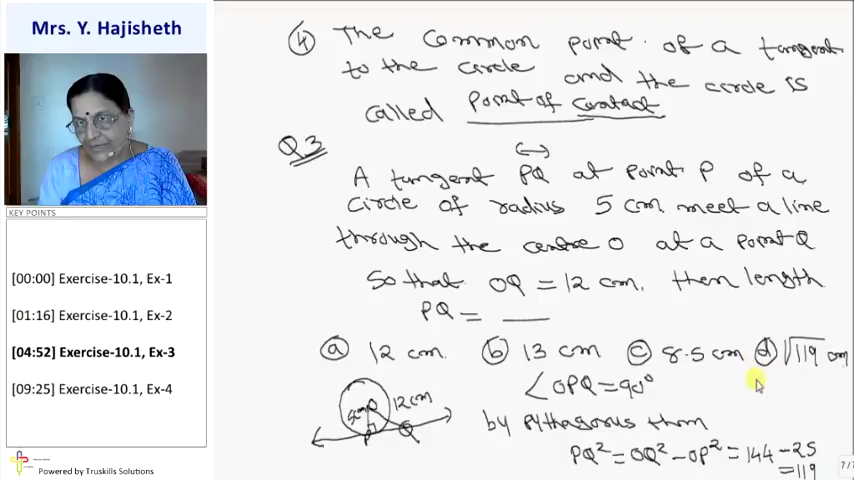 Mrs. Y. Hajisheth
KEY POINTS
[00:00] Exercise-10.1, Ex-1
[01:16] Exercise-10.1, Ex-2
[04:52] Exercise-10.1, Ex-3
[09:25] Exercise-10.1, Ex-4
Powered by Truskills Solutions
④ The common point of a tangent
to the circle and the circle is
called Point of Contact
Q3
A tangent PQ at point P of a
circle of radius 5 cm meet a line
through the centre O at a point Q
so that OQ = 12 cm. then length
PQ = ___
ⓐ 12 cm. ⓑ 13 cm ⓒ 8.5 cm ⓓ √119 cm
∠OPQ = 90°
5cm O 12cm
P Q
by Pythagorus thm
PQ² = OQ² - OP² = 144 - 25
= 119